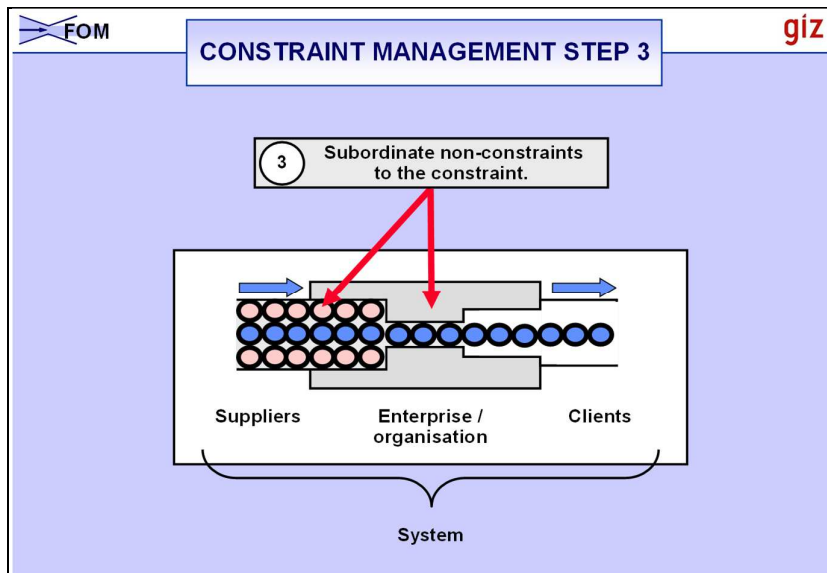 FOM
giz
CONSTRAINT MANAGEMENT STEP 3
3
Subordinate non-constraints
to the constraint.
Suppliers
Enterprise /
organisation
Clients
System